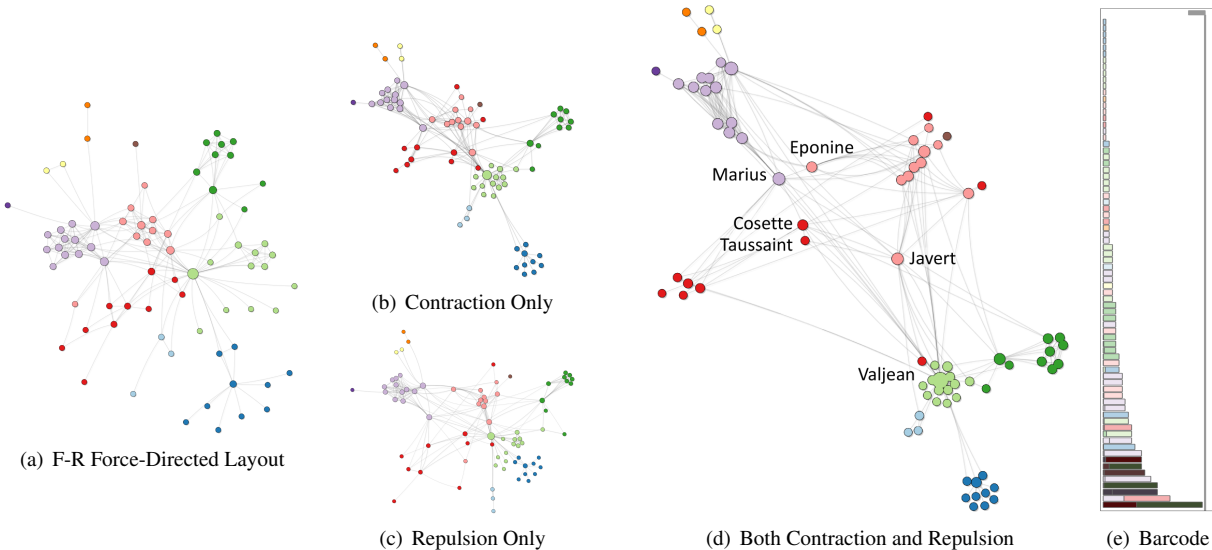 Eponine
Marius
Cosette
Taussaint
Javert
Valjean
(a) F-R Force-Directed Layout
(b) Contraction Only
(c) Repulsion Only
(d) Both Contraction and Repulsion
(e) Barcode